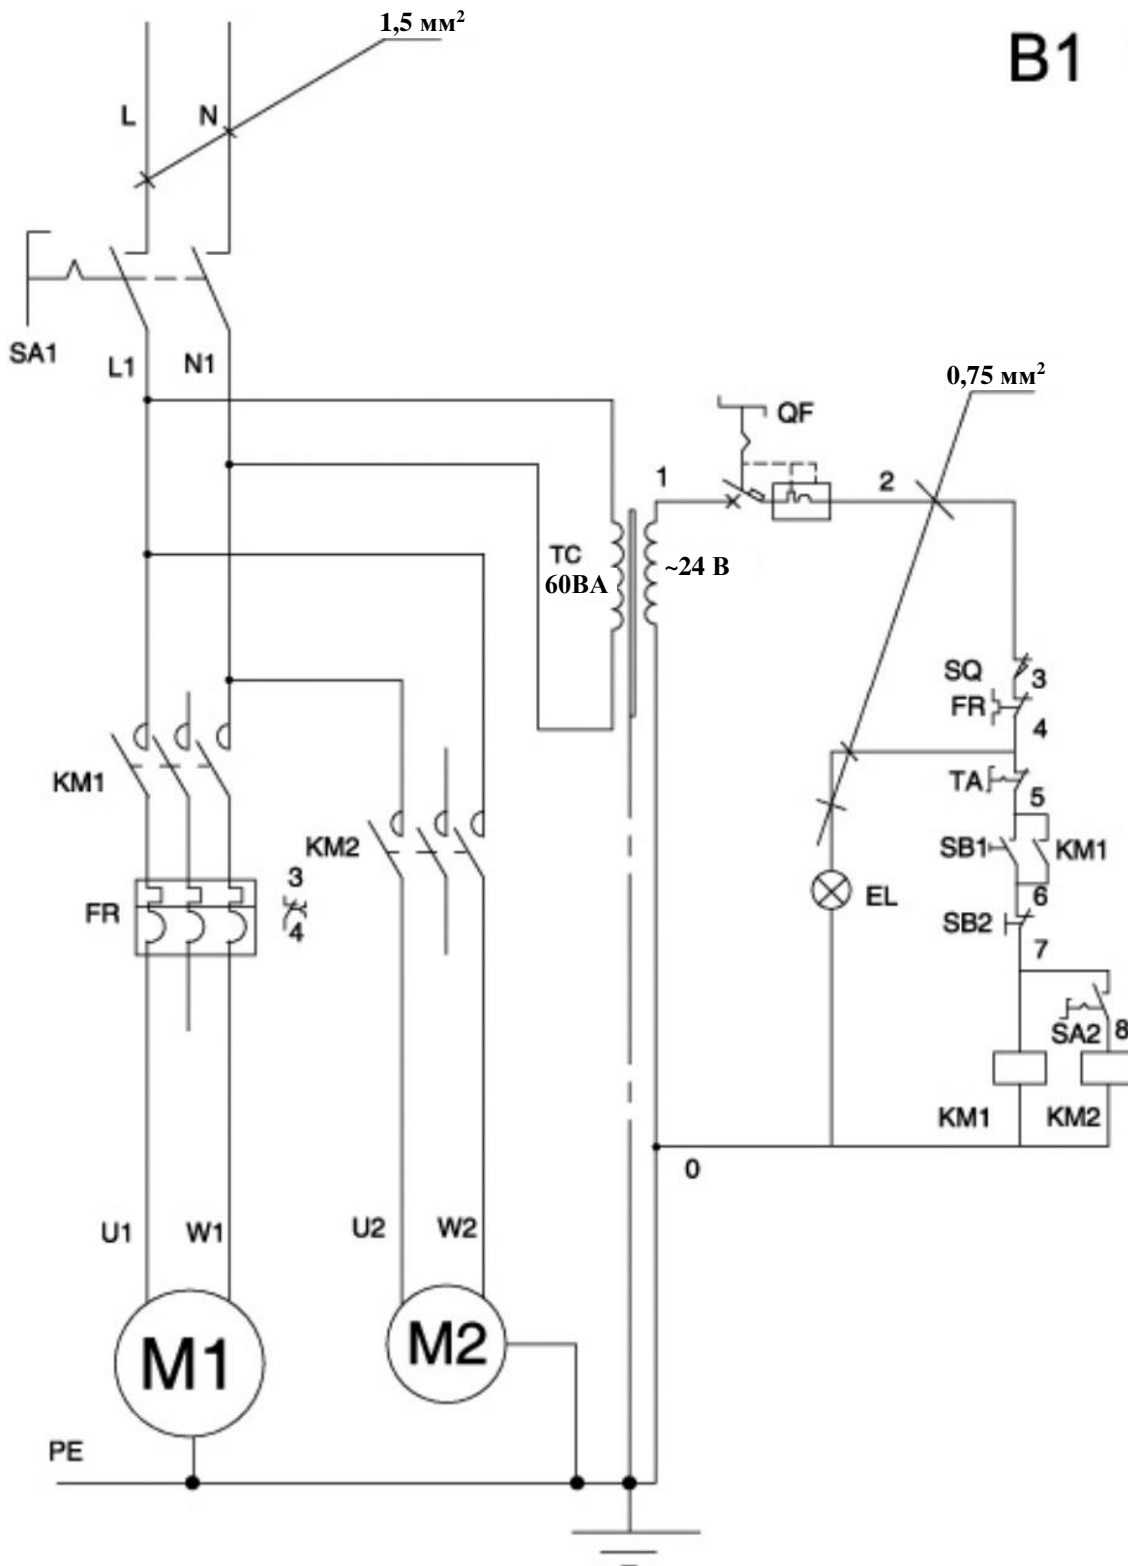 1,5 мм²
B1
L
N
SA1
L1
N1
0,75 мм²
QF
1
2
TC
60ВА
~24 В
SQ
3
FR
4
KM1
TA
5
KM2
SB1
KM1
3
FR
4
EL
6
SB2
7
SA2
8
KM1
KM2
0
U1
W1
U2
W2
M1
M2
PE